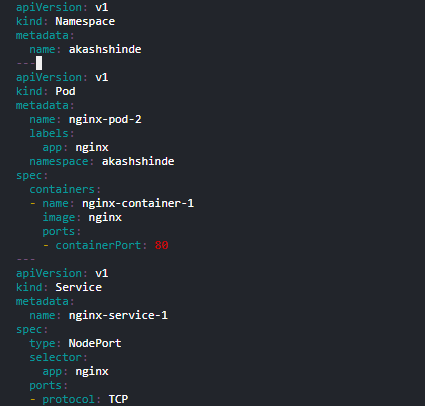 apiVersion: v1
kind: Namespace
metadata:
  name: akashshinde
---
apiVersion: v1
kind: Pod
metadata:
  name: nginx-pod-2
  labels:
    app: nginx
  namespace: akashshinde
spec:
  containers:
  - name: nginx-container-1
    image: nginx
    ports:
    - containerPort: 80
---
apiVersion: v1
kind: Service
metadata:
  name: nginx-service-1
spec:
  type: NodePort
  selector:
    app: nginx
  ports:
  - protocol: TCP